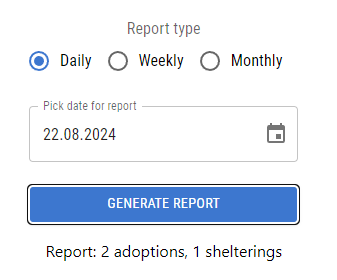 Report type
Daily Weekly Monthly
Pick date for report
22.08.2024
GENERATE REPORT
Report: 2 adoptions, 1 shelterings